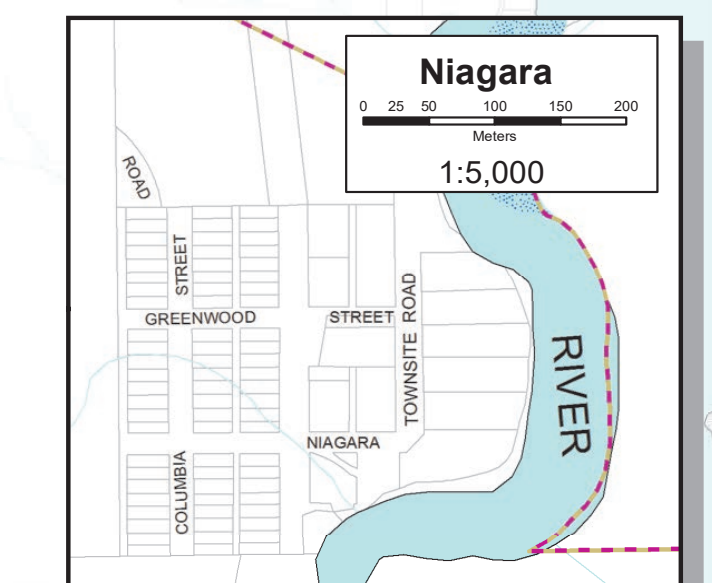 Niagara
0 25 50 100 150 200
Meters
1:5,000
ROAD
STREET
GREENWOOD STREET
TOWNSITE ROAD
RIVER
NIAGARA
COLUMBIA